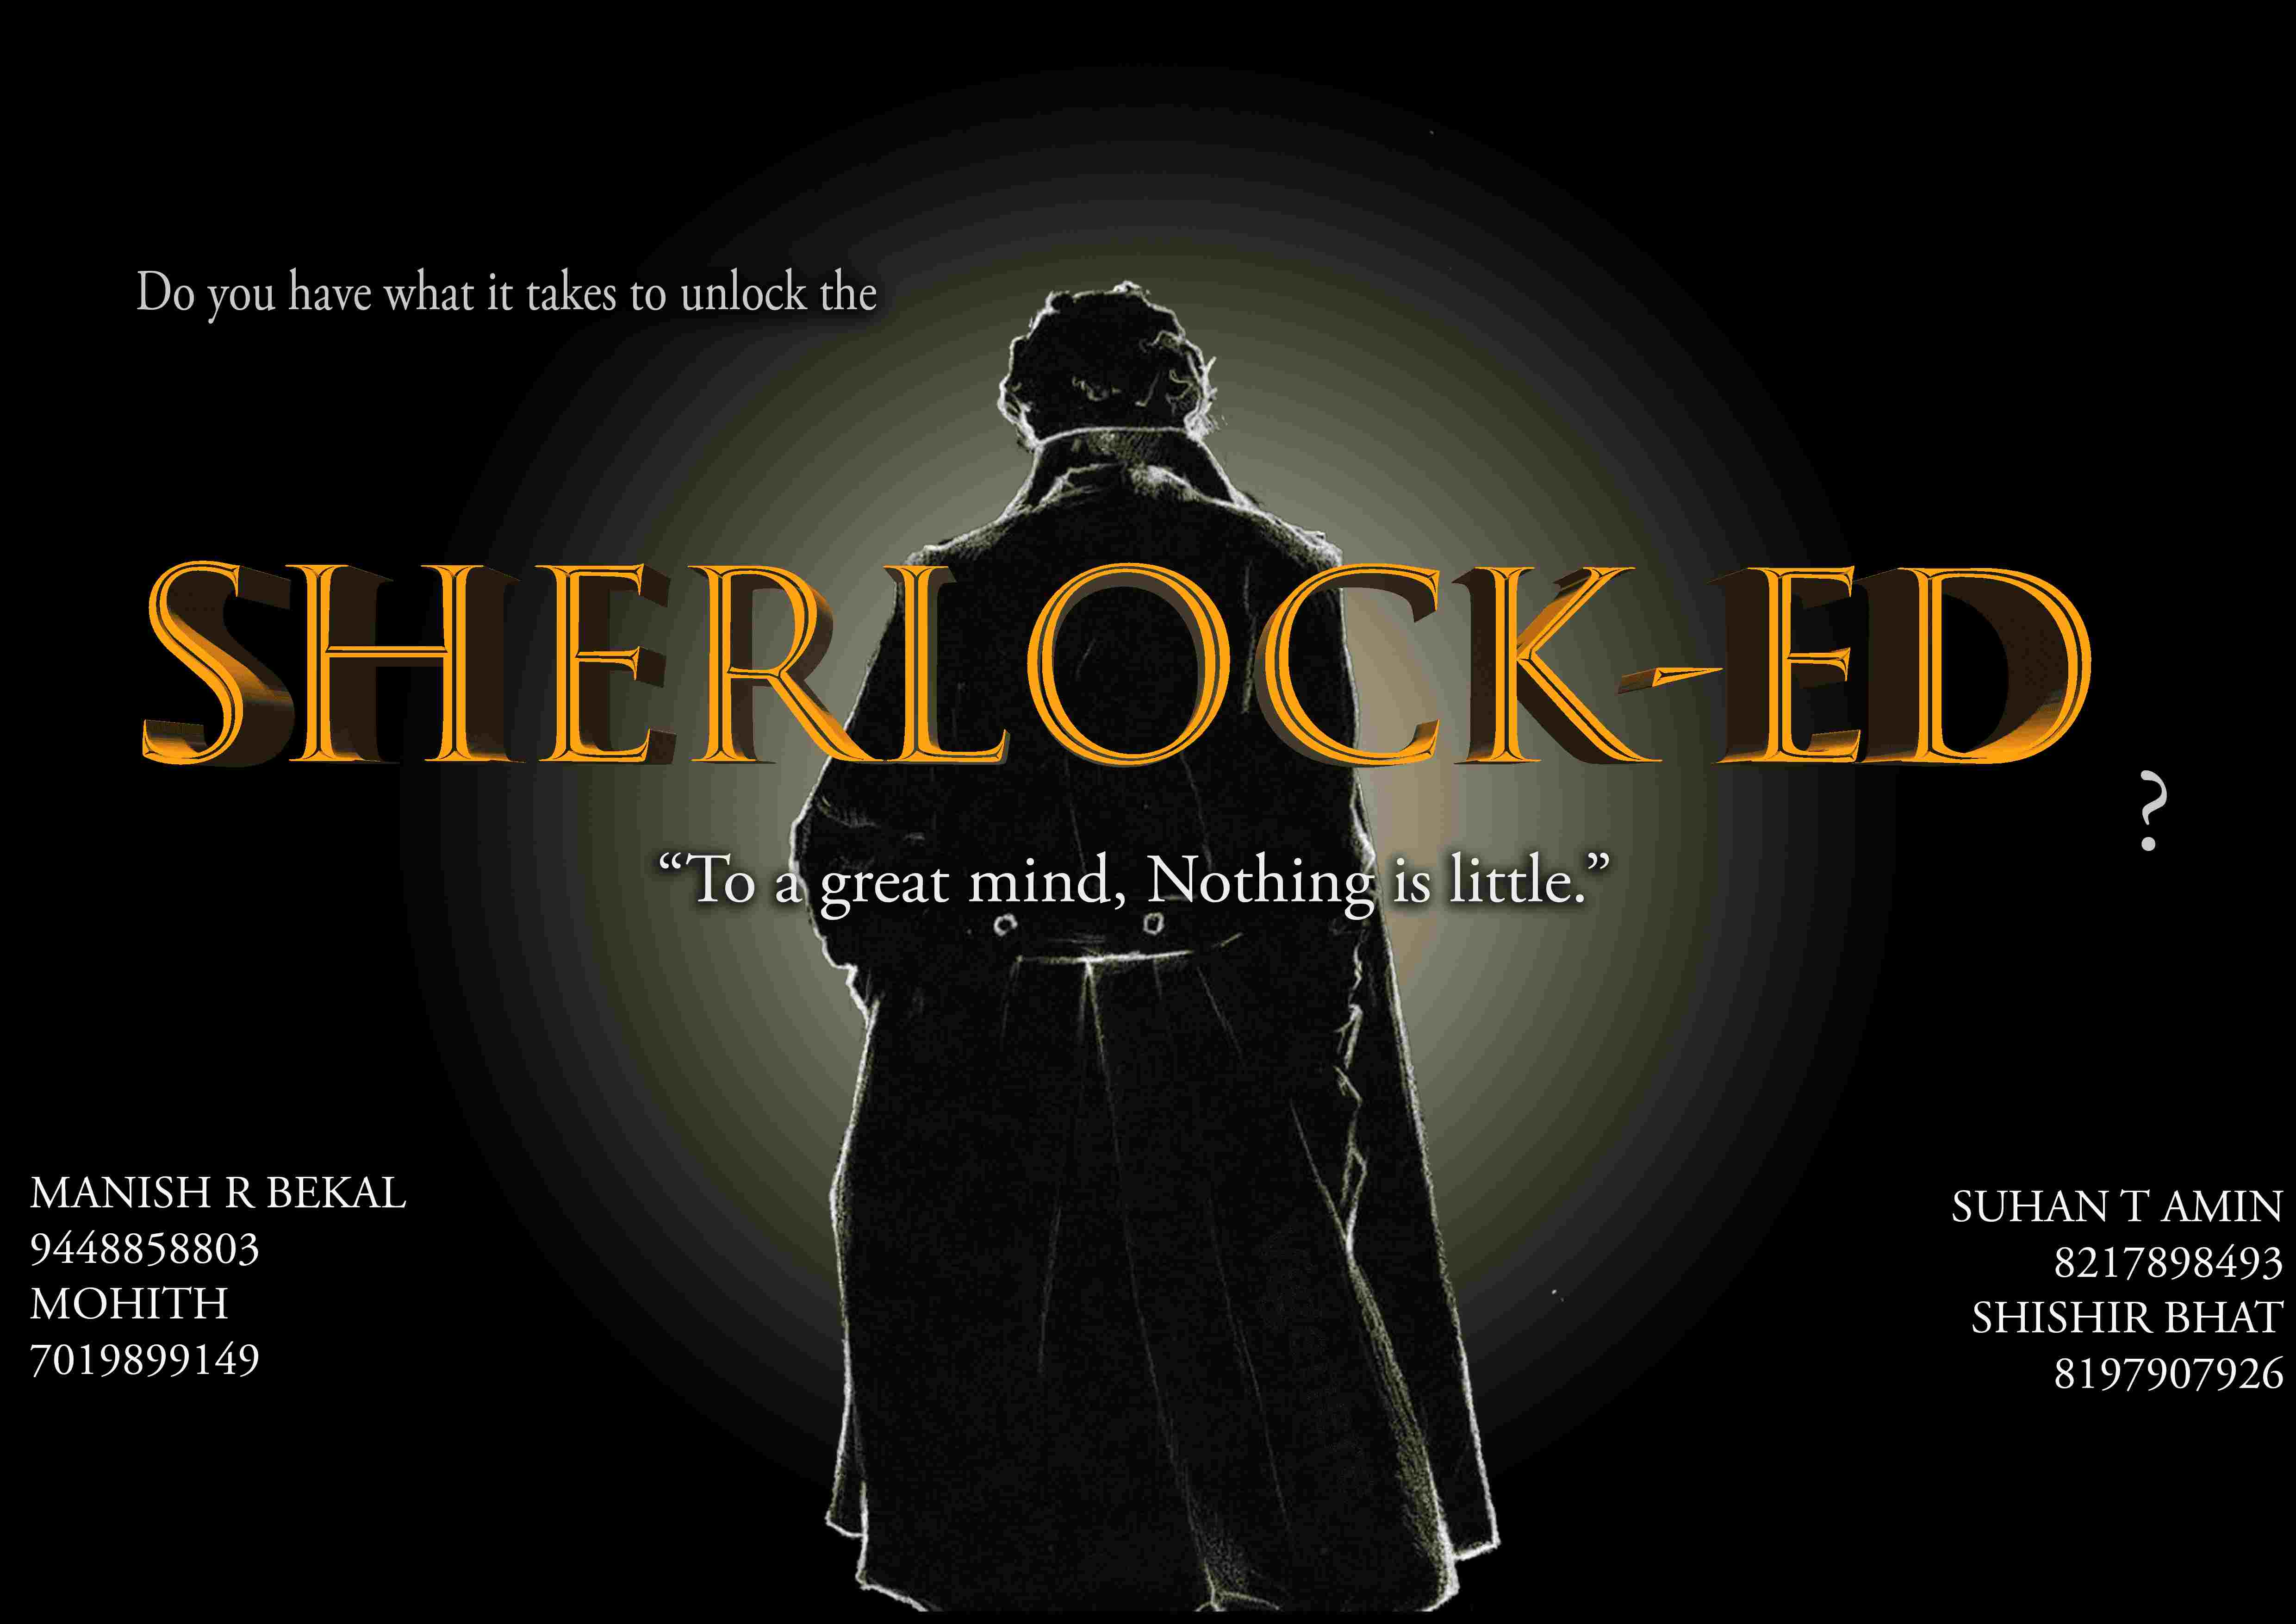 Do you have what it takes to unlock the
SHERLOCK-ED
?
“To a great mind, Nothing is little.”
MANISH R BEKAL
9448858803
MOHITH
7019899149
SUHAN T AMIN
8217898493
SHISHIR BHAT
8197907926